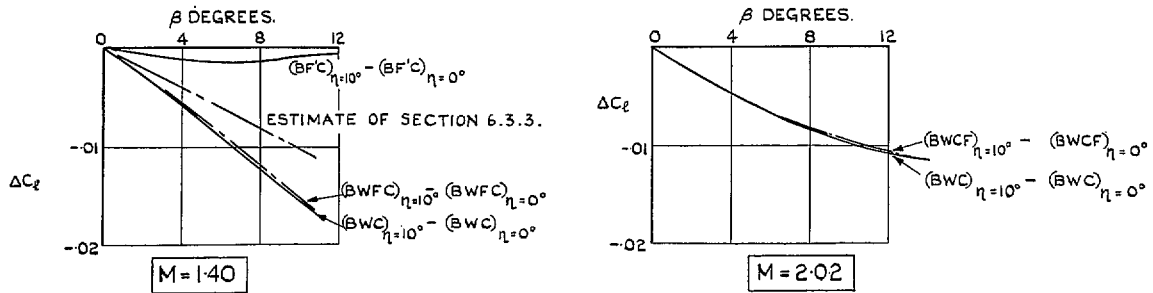 β DEGREES.
0 4 8 12
(BF'C)η=10° – (BF'C)η=0°
ESTIMATE OF SECTION 6.3.3.
-·01
ΔCℓ
(BWFC)η=10° – (BWFC)η=0°
(BWC)η=10° – (BWC)η=0°
-·02
M = 1·40
β DEGREES.
0 4 8 12
ΔCℓ
-·01
(BWCF)η=10° – (BWCF)η=0°
(BWC)η=10° – (BWC)η=0°
-·02
M = 2·02